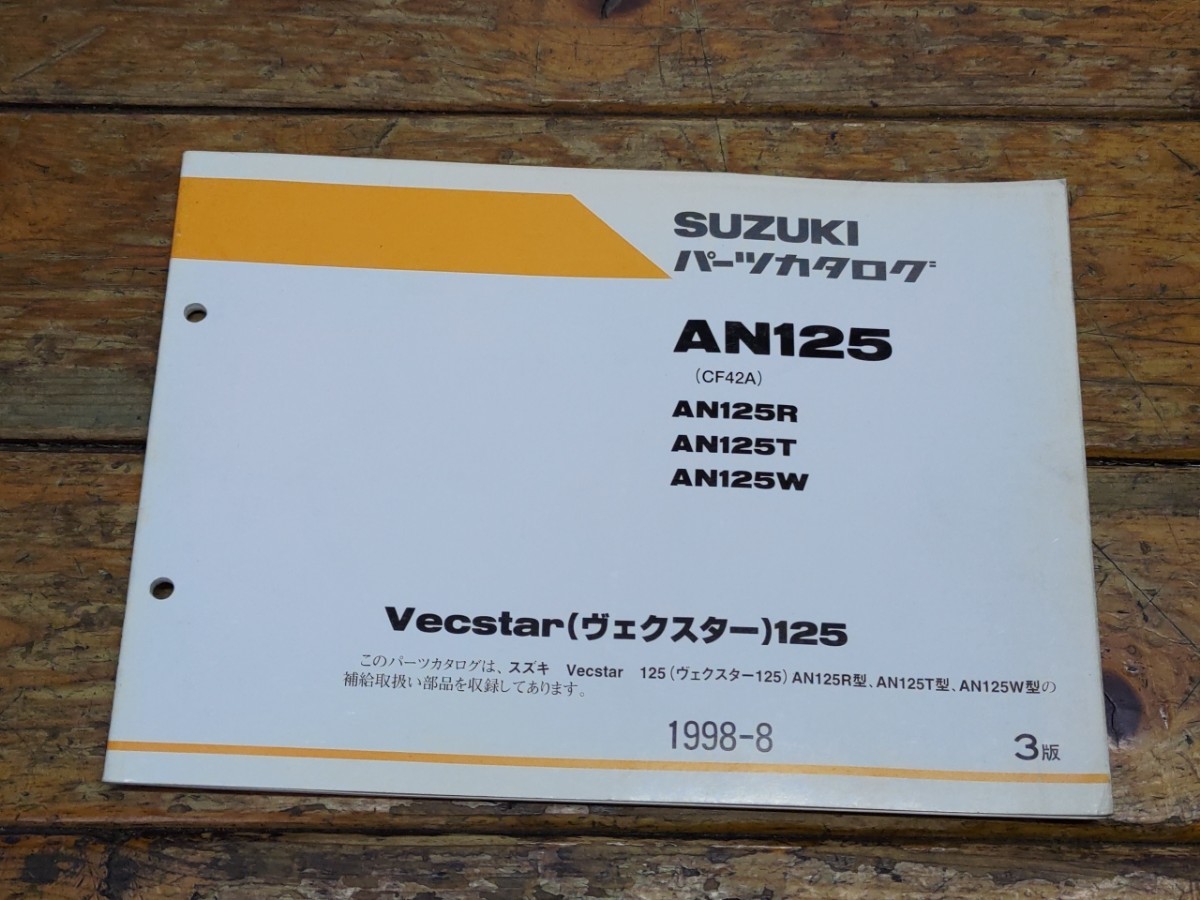 SUZUKI
パーツカタログ
AN125
(CF42A)
AN125R
AN125T
AN125W
Vecstar(ヴェクスター)125
このパーツカタログは、スズキ Vecstar 125(ヴェクスター125)AN125R型、AN125T型、AN125W型の
補給取扱い部品を収録してあります。
1998-8
3版